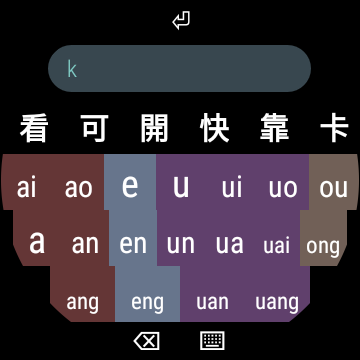 k
看 可 開 快 靠 卡
ai ao e u ui uo ou
a an en un ua uai ong
ang eng uan uang